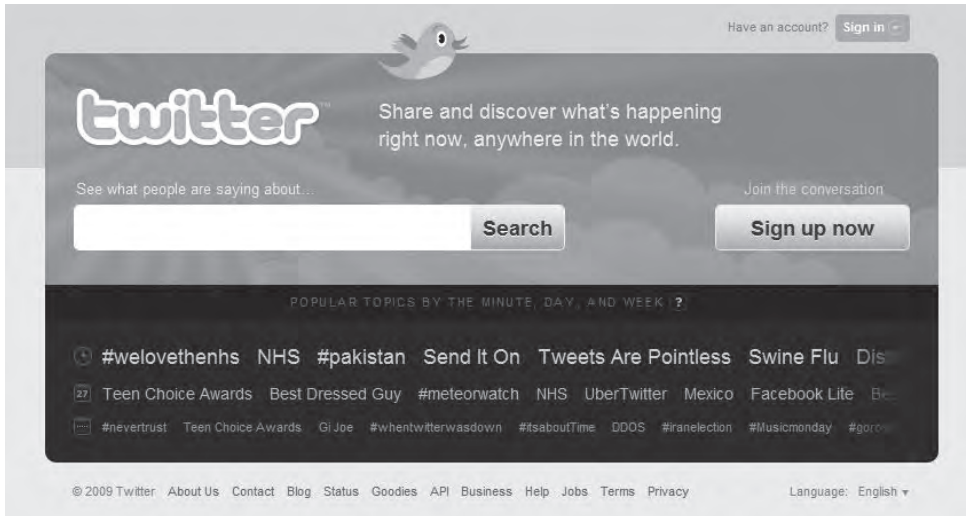 Have an account? Sign in
twitter™
Share and discover what's happening
right now, anywhere in the world.
See what people are saying about...
Join the conversation
Search
Sign up now
POPULAR TOPICS BY THE MINUTE, DAY, AND WEEK ?
#welovethenhs NHS #pakistan Send It On Tweets Are Pointless Swine Flu Dis
27 Teen Choice Awards Best Dressed Guy #meteorwatch NHS UberTwitter Mexico Facebook Lite Be
#nevertrust Teen Choice Awards Gi Joe #whentwitterwasdown #itsaboutTime DDOS #iranelection #Musicmonday
© 2009 Twitter About Us Contact Blog Status Goodies API Business Help Jobs Terms Privacy
Language: English